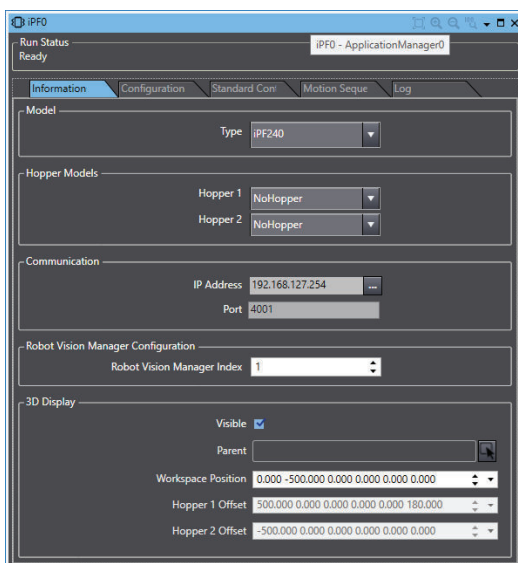 iPF0
Run Status
Ready
iPF0 - ApplicationManager0
Information Configuration Standard Cont Motion Seque Log
Model
Type iPF240
Hopper Models
Hopper 1 NoHopper
Hopper 2 NoHopper
Communication
IP Address 192.168.127.254 ...
Port 4001
Robot Vision Manager Configuration
Robot Vision Manager Index 1
3D Display
Visible
Parent
Workspace Position 0.000 -500.000 0.000 0.000 0.000 0.000
Hopper 1 Offset 500.000 0.000 0.000 0.000 0.000 180.000
Hopper 2 Offset -500.000 0.000 0.000 0.000 0.000 0.000